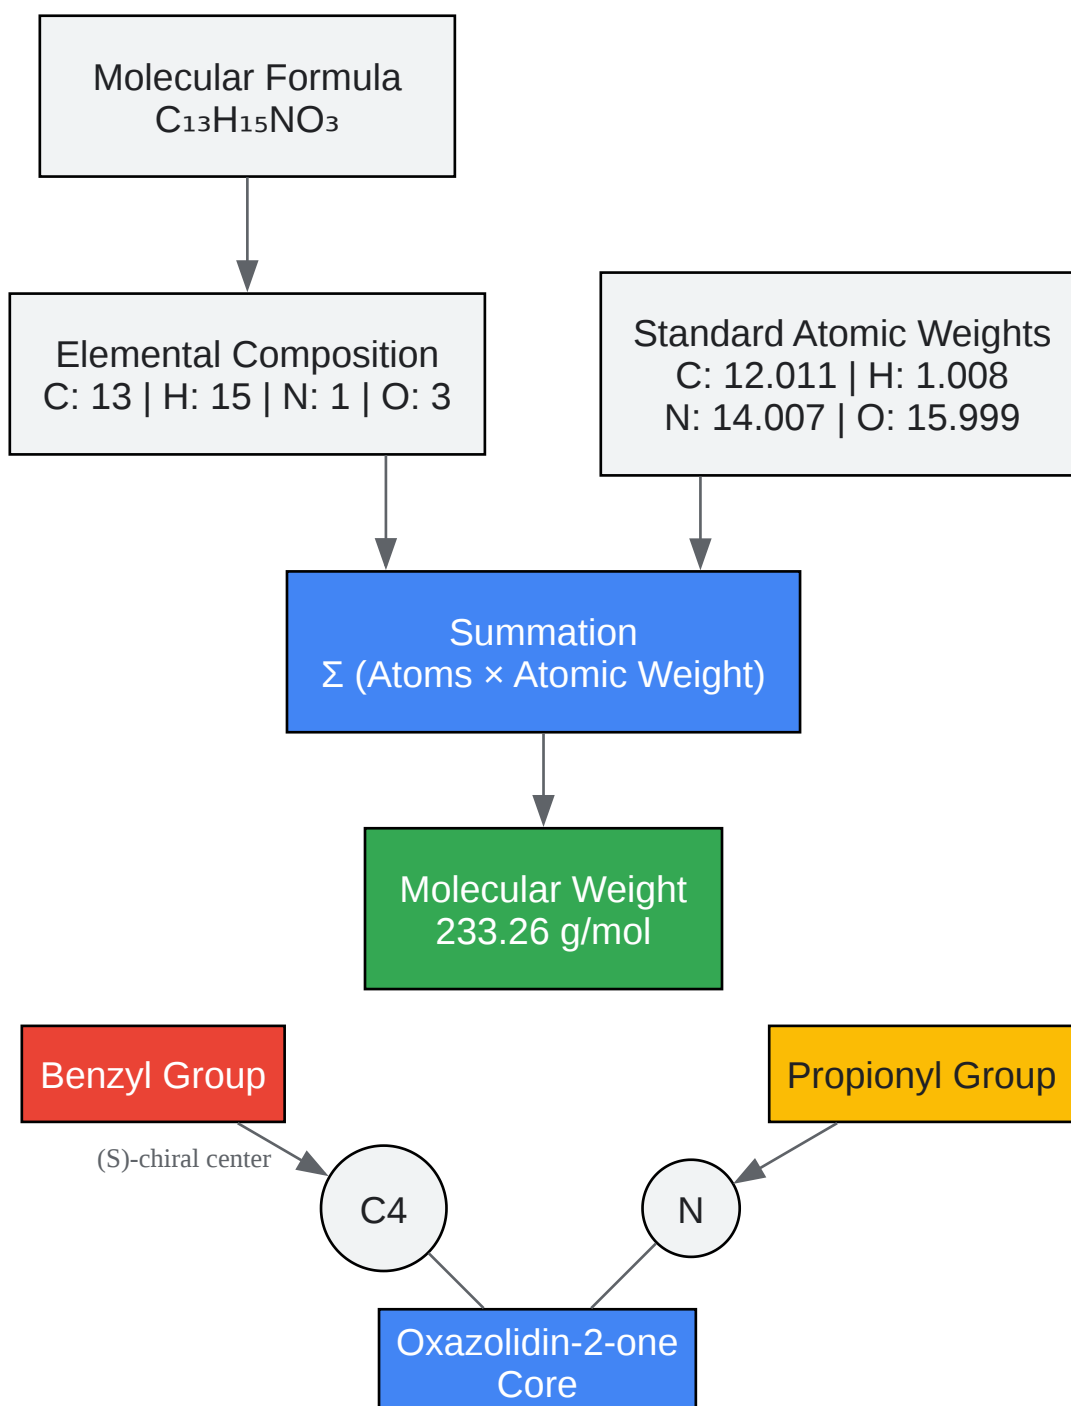 Molecular Formula
C₁₃H₁₅NO₃
Elemental Composition
C: 13 | H: 15 | N: 1 | O: 3
Standard Atomic Weights
C: 12.011 | H: 1.008
N: 14.007 | O: 15.999
Summation
Σ (Atoms × Atomic Weight)
Molecular Weight
233.26 g/mol
Benzyl Group
Propionyl Group
(S)-chiral center
C4
N
Oxazolidin-2-one
Core